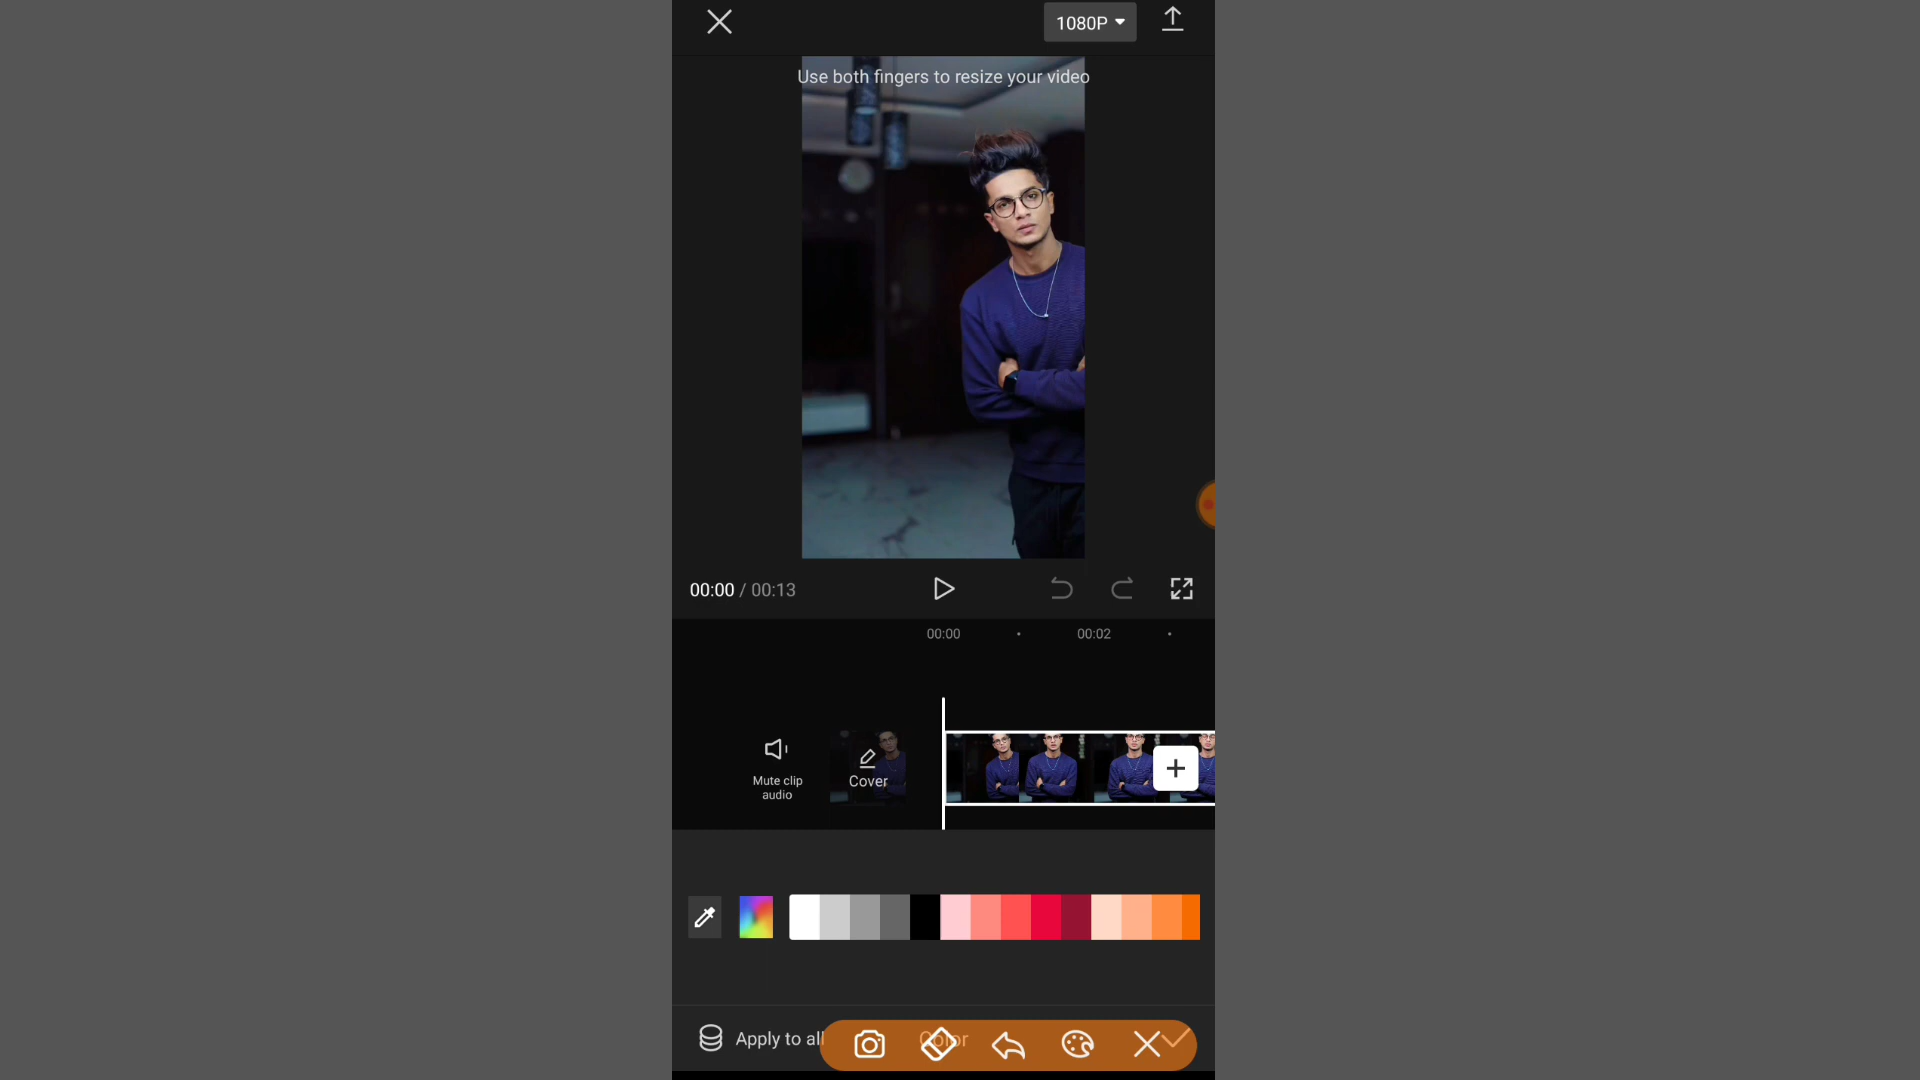 1080P
Use both fingers to resize your video
00:00 / 00:13
00:00
00:02
Mute clip
audio
Cover
Apply to all
Color